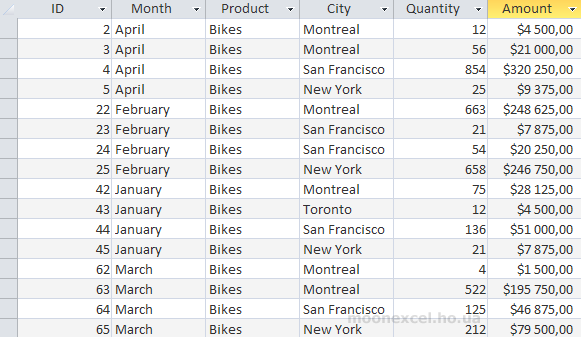 ID Month Product City Quantity Amount
2 April Bikes Montreal 12 $4 500,00
3 April Bikes Montreal 56 $21 000,00
4 April Bikes San Francisco 854 $320 250,00
5 April Bikes New York 25 $9 375,00
22 February Bikes Montreal 663 $248 625,00
23 February Bikes San Francisco 21 $7 875,00
24 February Bikes San Francisco 54 $20 250,00
25 February Bikes New York 658 $246 750,00
42 January Bikes Montreal 75 $28 125,00
43 January Bikes Toronto 12 $4 500,00
44 January Bikes San Francisco 136 $51 000,00
45 January Bikes New York 21 $7 875,00
62 March Bikes Montreal 4 $1 500,00
63 March Bikes Montreal 522 $195 750,00
64 March Bikes San Francisco 125 $46 875,00
65 March Bikes New York 212 $79 500,00
moonexcel.ho.ua